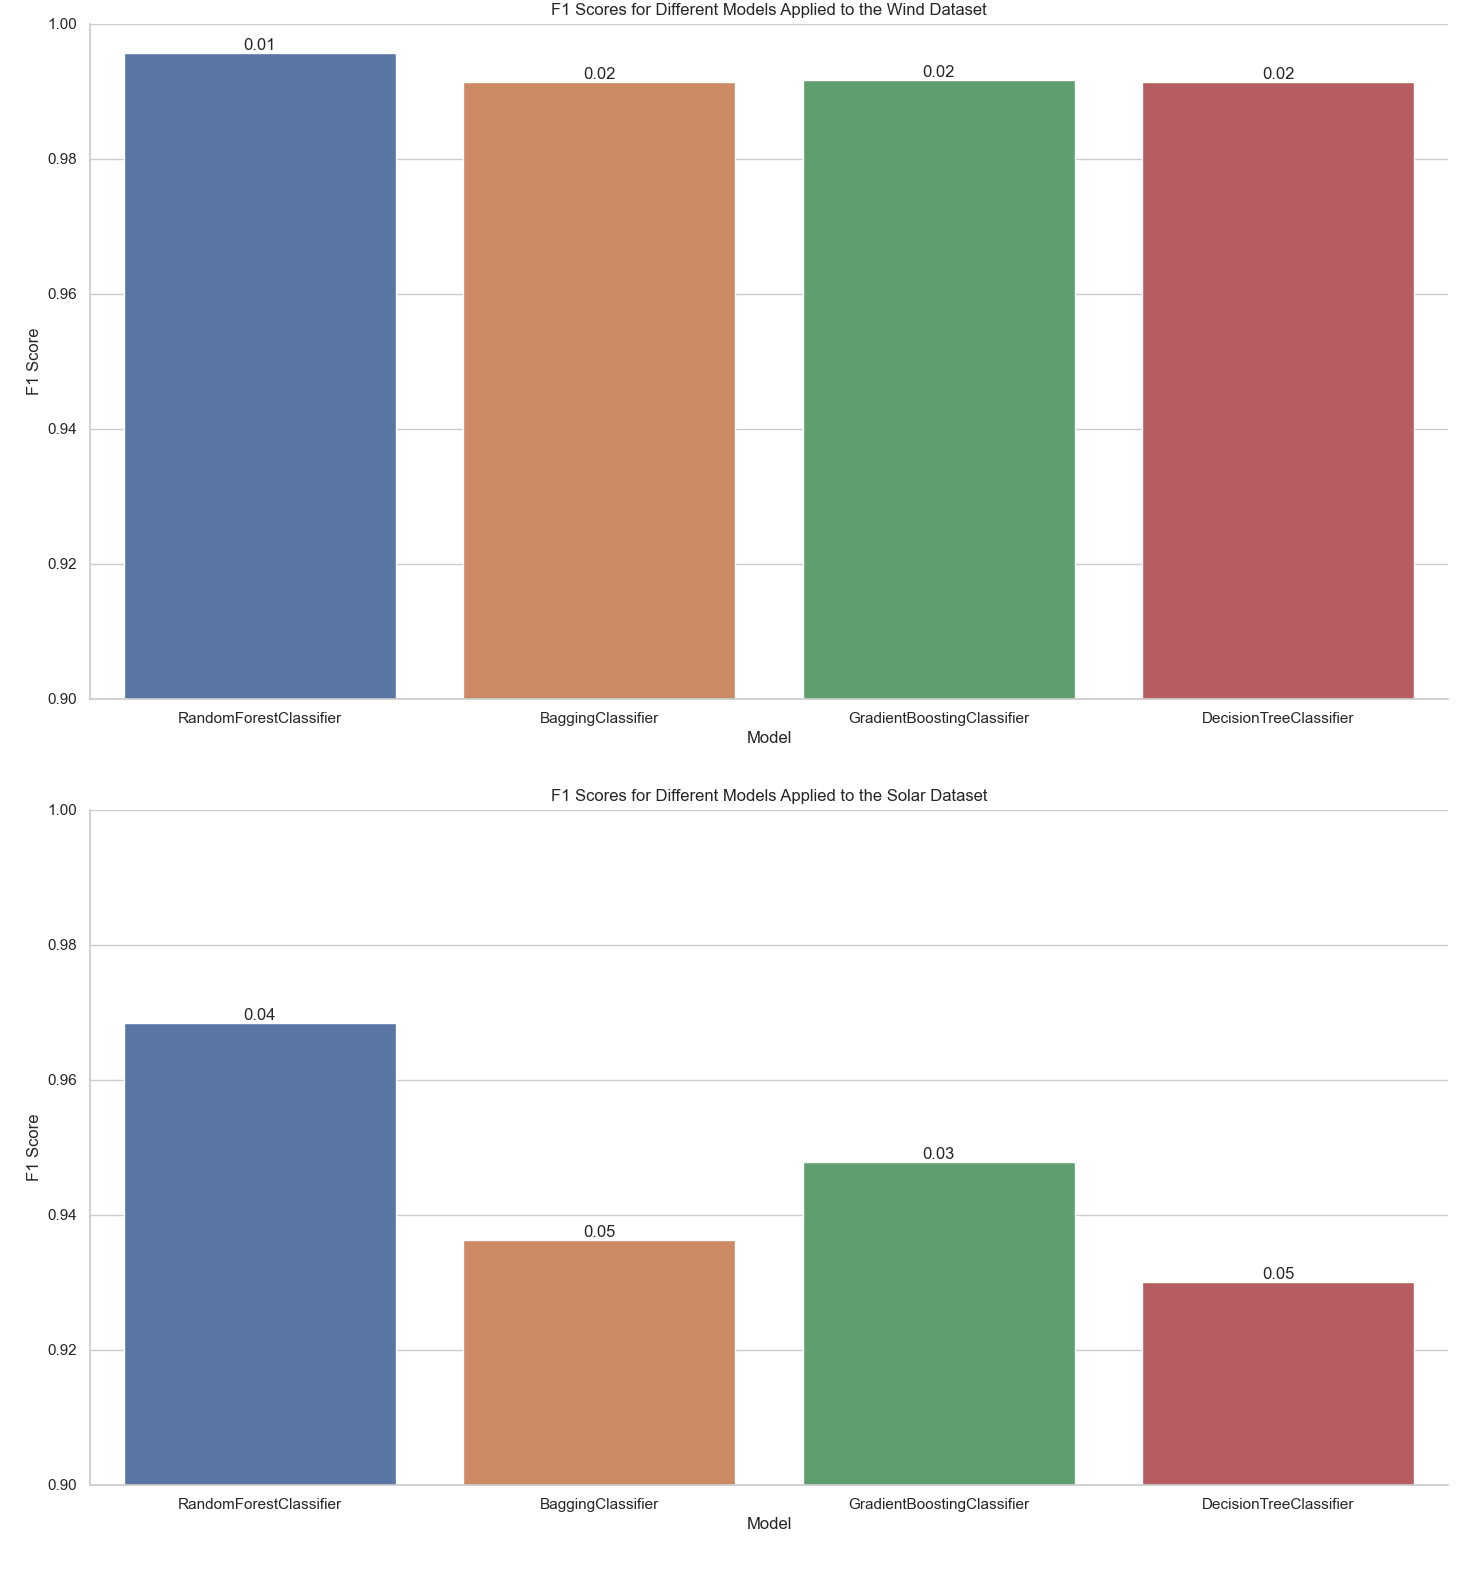 F1 Scores for Different Models Applied to the Wind Dataset
1.00
0.98
0.96
0.94
0.92
0.90
F1 Score
0.01
0.02
0.02
0.02
RandomForestClassifier
BaggingClassifier
GradientBoostingClassifier
DecisionTreeClassifier
Model
F1 Scores for Different Models Applied to the Solar Dataset
1.00
0.98
0.96
0.94
0.92
0.90
F1 Score
0.04
0.05
0.03
0.05
RandomForestClassifier
BaggingClassifier
GradientBoostingClassifier
DecisionTreeClassifier
Model